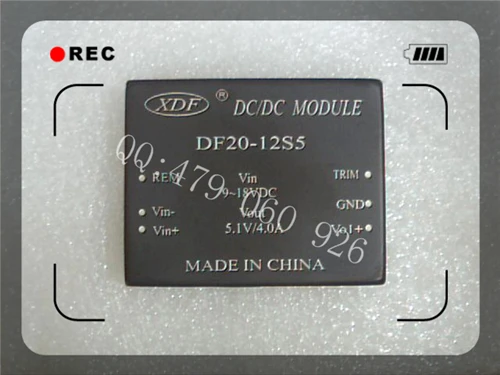 REC
XDF ® DC/DC MODULE
DF20-12S5
REM Vin TRIM
9~18VDC
GND
Vin- Vout
Vin+ 5.1V/4.0A Vo1+
MADE IN CHINA
QQ:479 060 926